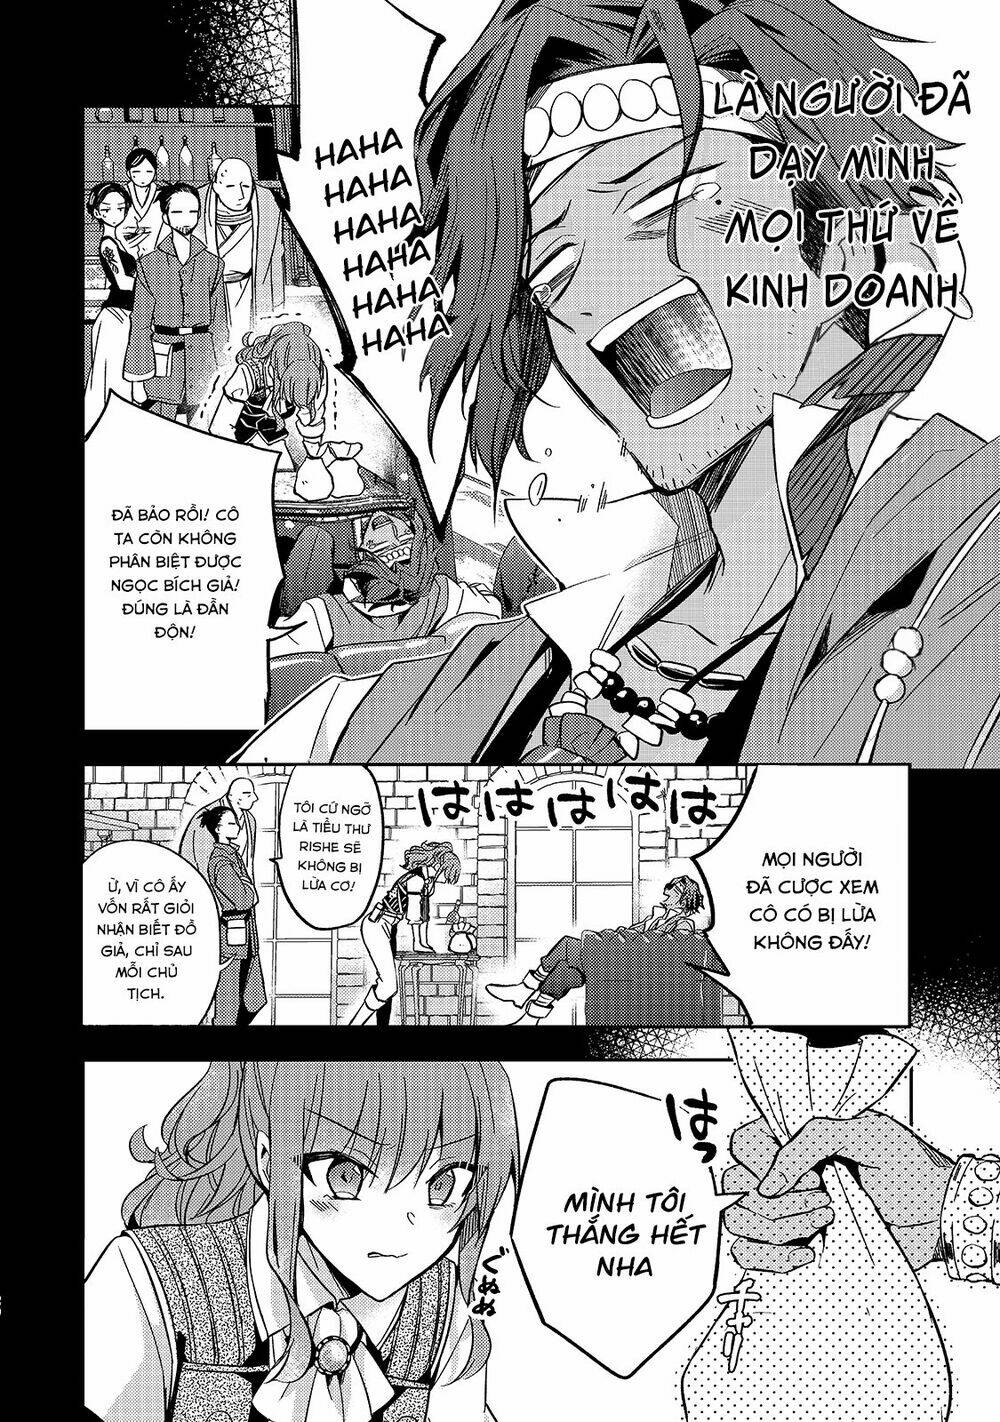 LÀ NGƯỜI ĐÃ
DẠY MÌNH
MỌI THỨ VỀ
KINH DOANH
HAHA
HAHA
HAHA
HAHA
HAHA
HAHA
ĐÃ BẢO RỒI! CÔ
TA CÒN KHÔNG
PHÂN BIỆT ĐƯỢC
NGỌC BÍCH GIẢ!
ĐÚNG LÀ ĐẦN
ĐỘN!
MỌI NGƯỜI
ĐÃ CƯỢC XEM
CÔ CÓ BỊ LỪA
KHÔNG ĐẤY!
はははははは
TÔI CỨ NGỠ
LÀ TIỂU THƯ
RISHE SẼ
KHÔNG BỊ
LỪA CƠ!
Ừ, VÌ CÔ ẤY
VỐN RẤT GIỎI
NHẬN BIẾT ĐỒ
GIẢ, CHỈ SAU
MỖI CHỦ
TỊCH.
はっ
MÌNH TÔI
THẮNG HẾT
NHA
キラリ
ぐぬぬ